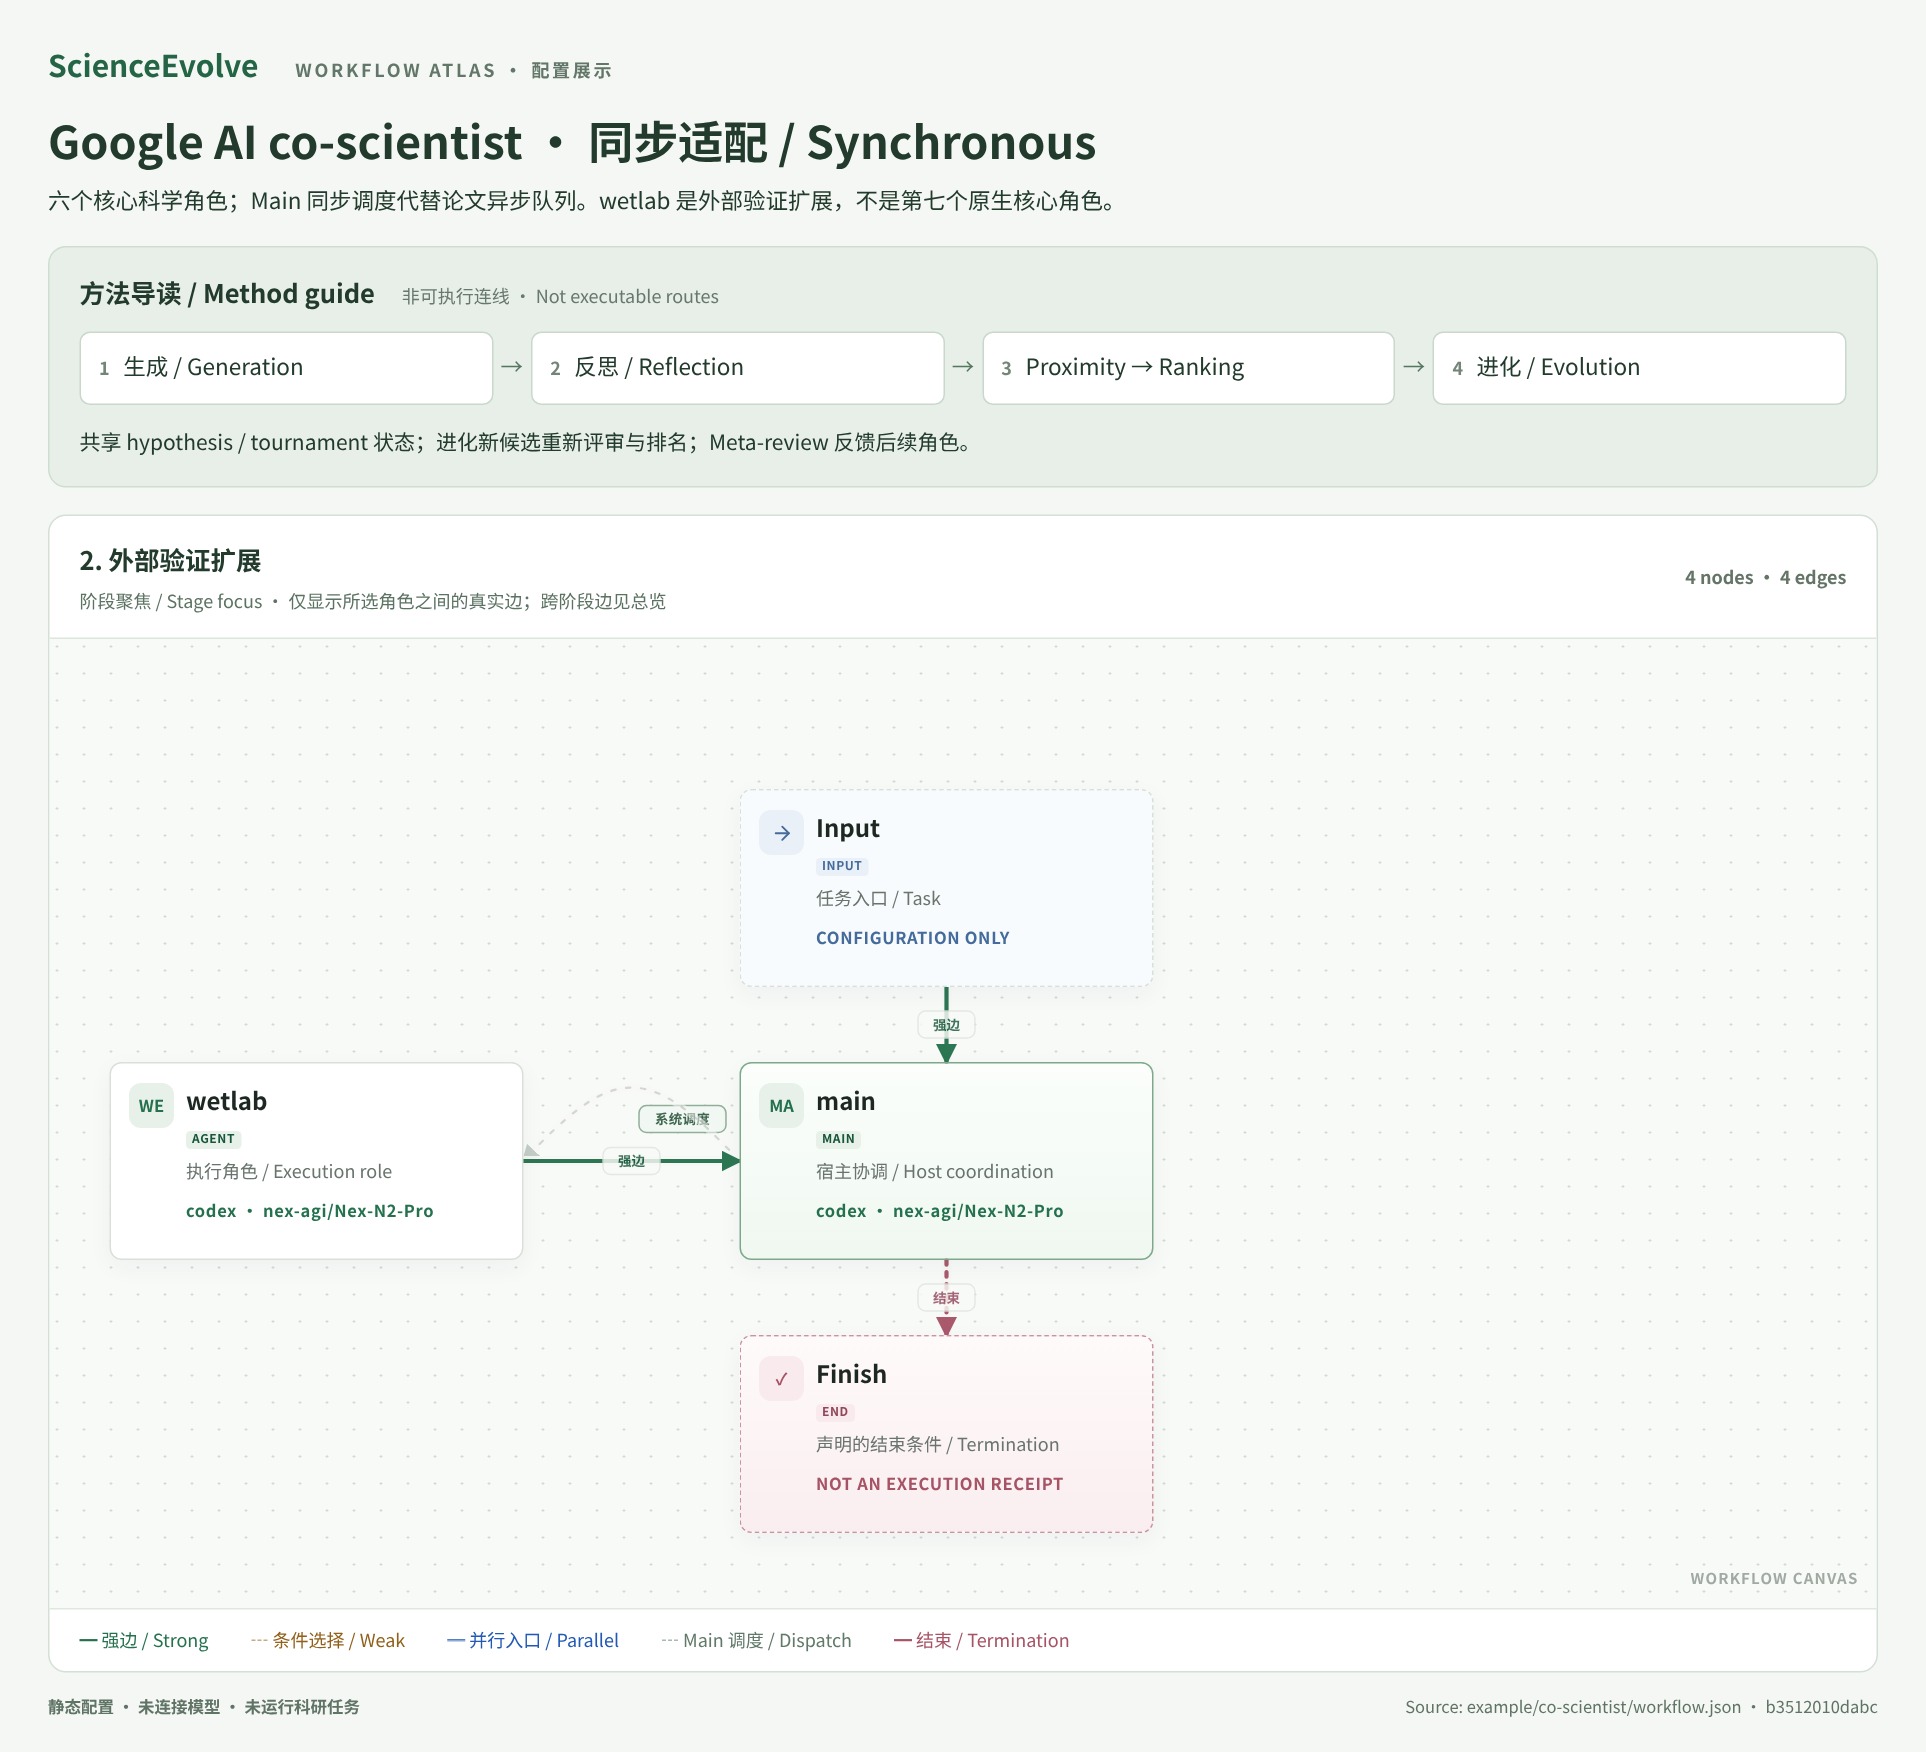 ScienceEvolve WORKFLOW ATLAS • 配置展示
Google AI co-scientist • 同步适配 / Synchronous
六个核心科学角色；Main 同步调度代替论文异步队列。wetlab 是外部验证扩展，不是第七个原生核心角色。
方法导读 / Method guide 非可执行连线 • Not executable routes
1 生成 / Generation → 2 反思 / Reflection → 3 Proximity → Ranking → 4 进化 / Evolution
共享 hypothesis / tournament 状态；进化新候选重新评审与排名；Meta-review 反馈后续角色。
2. 外部验证扩展
4 nodes • 4 edges
阶段聚焦 / Stage focus • 仅显示所选角色之间的真实边；跨阶段边见总览
→ Input
INPUT
任务入口 / Task
CONFIGURATION ONLY
强边
WE wetlab
AGENT
执行角色 / Execution role
codex • nex-agi/Nex-N2-Pro
系统调度
强边
MA main
MAIN
宿主协调 / Host coordination
codex • nex-agi/Nex-N2-Pro
结束
✓ Finish
END
声明的结束条件 / Termination
NOT AN EXECUTION RECEIPT
WORKFLOW CANVAS
强边 / Strong 条件选择 / Weak 并行入口 / Parallel Main 调度 / Dispatch 结束 / Termination
静态配置 • 未连接模型 • 未运行科研任务
Source: example/co-scientist/workflow.json • b3512010dabc